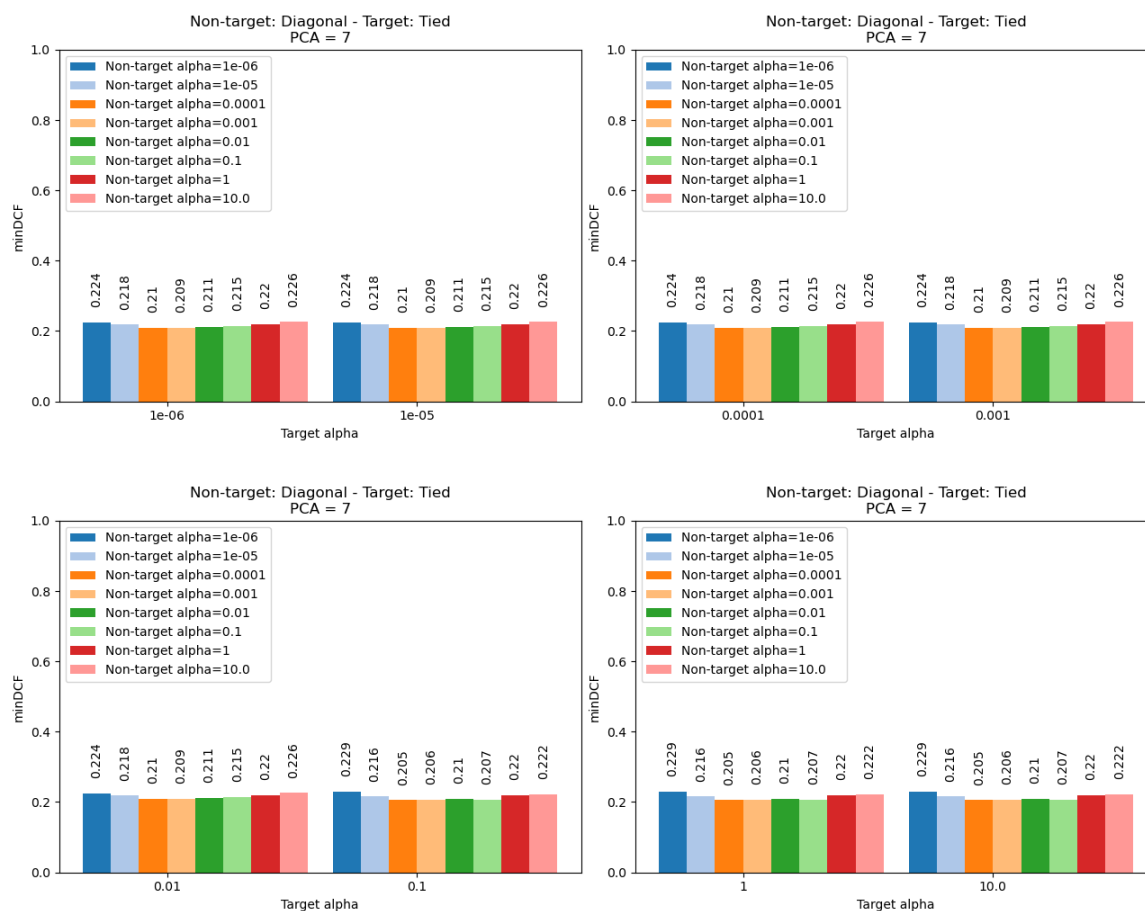 Non-target: Diagonal - Target: Tied
PCA = 7
1.0
0.8
0.6
0.4
0.2
0.0
minDCF
Non-target alpha=1e-06
Non-target alpha=1e-05
Non-target alpha=0.0001
Non-target alpha=0.001
Non-target alpha=0.01
Non-target alpha=0.1
Non-target alpha=1
Non-target alpha=10.0
0.224 0.218 0.21 0.209 0.211 0.215 0.22 0.226 0.224 0.218 0.21 0.209 0.211 0.215 0.22 0.226
1e-06 1e-05
Target alpha
Non-target: Diagonal - Target: Tied
PCA = 7
1.0
0.8
0.6
0.4
0.2
0.0
minDCF
Non-target alpha=1e-06
Non-target alpha=1e-05
Non-target alpha=0.0001
Non-target alpha=0.001
Non-target alpha=0.01
Non-target alpha=0.1
Non-target alpha=1
Non-target alpha=10.0
0.224 0.218 0.21 0.209 0.211 0.215 0.22 0.226 0.224 0.218 0.21 0.209 0.211 0.215 0.22 0.226
0.0001 0.001
Target alpha
Non-target: Diagonal - Target: Tied
PCA = 7
1.0
0.8
0.6
0.4
0.2
0.0
minDCF
Non-target alpha=1e-06
Non-target alpha=1e-05
Non-target alpha=0.0001
Non-target alpha=0.001
Non-target alpha=0.01
Non-target alpha=0.1
Non-target alpha=1
Non-target alpha=10.0
0.224 0.218 0.21 0.209 0.211 0.215 0.22 0.226 0.229 0.216 0.205 0.206 0.21 0.207 0.22 0.222
0.01 0.1
Target alpha
Non-target: Diagonal - Target: Tied
PCA = 7
1.0
0.8
0.6
0.4
0.2
0.0
minDCF
Non-target alpha=1e-06
Non-target alpha=1e-05
Non-target alpha=0.0001
Non-target alpha=0.001
Non-target alpha=0.01
Non-target alpha=0.1
Non-target alpha=1
Non-target alpha=10.0
0.229 0.216 0.205 0.206 0.21 0.207 0.22 0.222 0.229 0.216 0.205 0.206 0.21 0.207 0.22 0.222
1 10.0
Target alpha